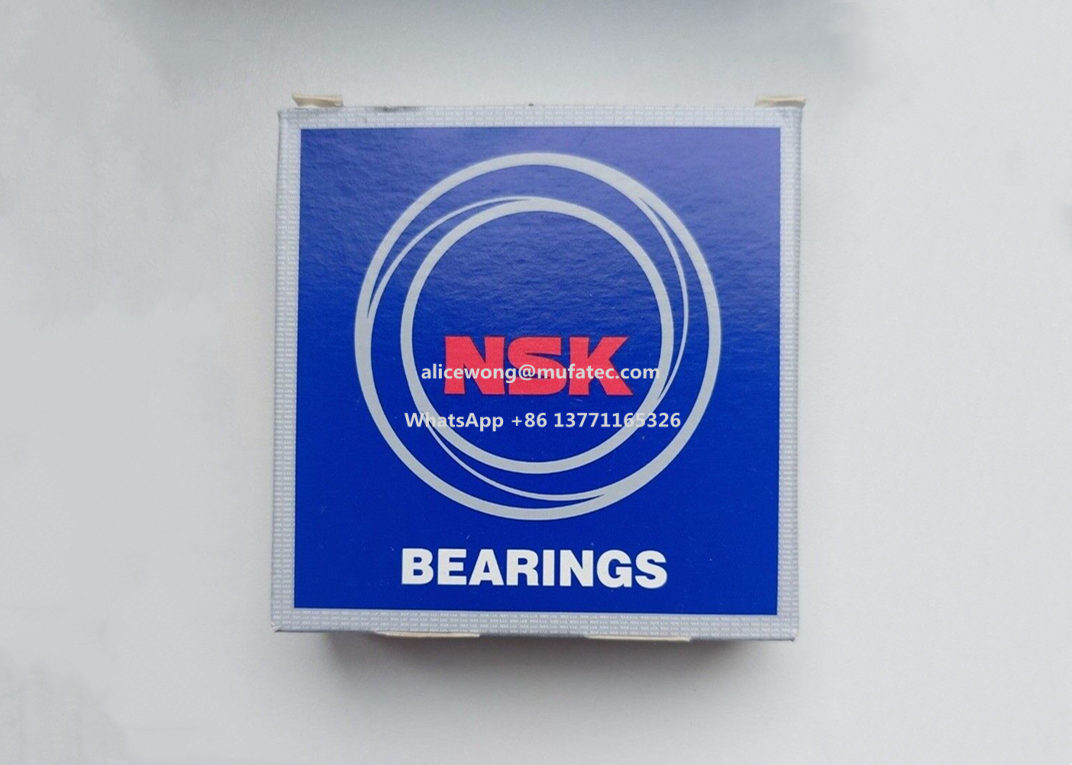 NSK
alicewong@mufatec.com
WhatsApp +86 13771165326
BEARINGS